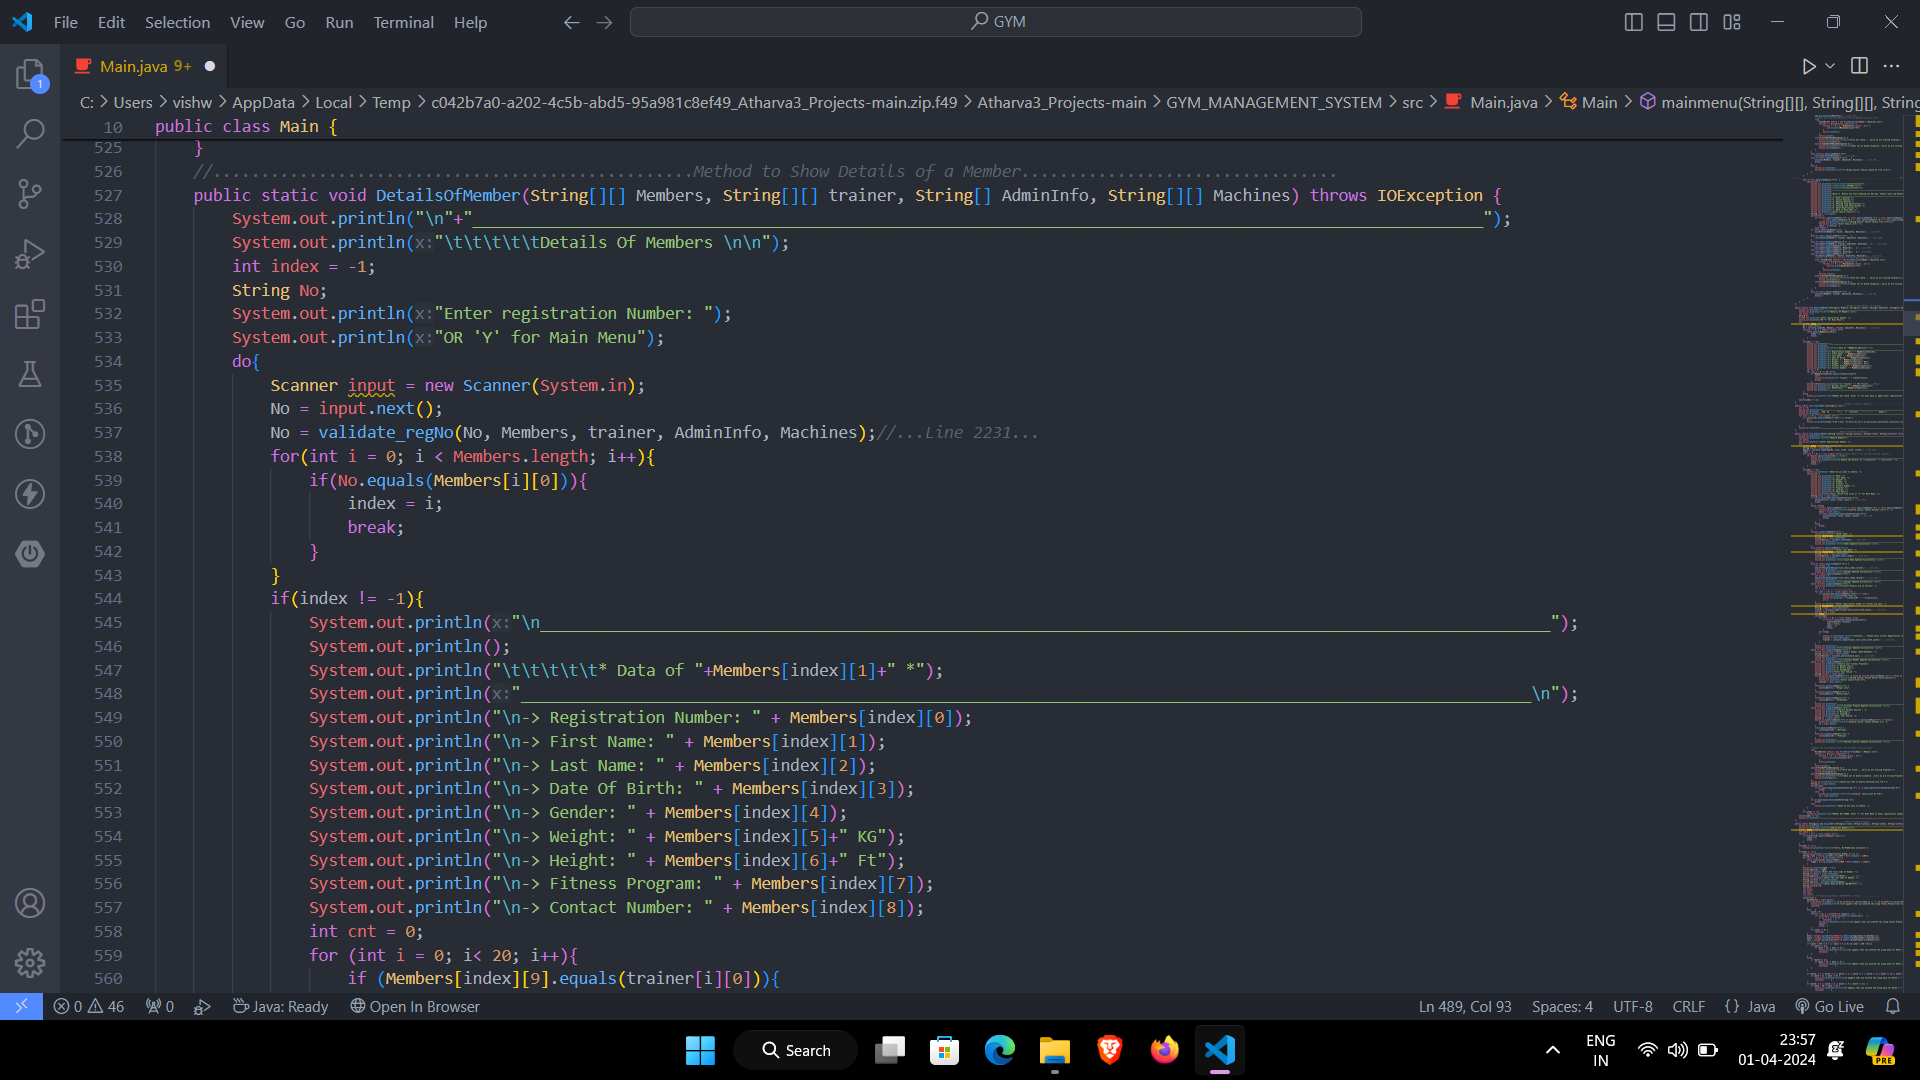 File Edit Selection View Go Run Terminal Help
GYM
1
Main.java 9+
C: > Users > vishw > AppData > Local > Temp > c042b7a0-a202-4c5b-abd5-95a981c8ef49_Atharva3_Projects-main.zip.f49 > Atharva3_Projects-main > GYM_MANAGEMENT_SYSTEM > src > Main.java > Main > mainmenu(String[][], String[][], String
10 public class Main {
525 }
526 //..................................................Method to Show Details of a Member.................................
527 public static void DetailsOfMember(String[][] Members, String[][] trainer, String[] AdminInfo, String[][] Machines) throws IOException {
528 System.out.println("\n"+"_________________________________________________________________________________________________________");
529 System.out.println(x:"\t\t\t\t\tDetails Of Members \n\n");
530 int index = -1;
531 String No;
532 System.out.println(x:"Enter registration Number: ");
533 System.out.println(x:"OR 'Y' for Main Menu");
534 do{
535 Scanner input = new Scanner(System.in);
536 No = input.next();
537 No = validate_regNo(No, Members, trainer, AdminInfo, Machines);//...Line 2231...
538 for(int i = 0; i < Members.length; i++){
539 if(No.equals(Members[i][0])){
540 index = i;
541 break;
542 }
543 }
544 if(index != -1){
545 System.out.println(x:"\n_________________________________________________________________________________________________________");
546 System.out.println();
547 System.out.println("\t\t\t\t\t* Data of "+Members[index][1]+" *");
548 System.out.println(x:"_________________________________________________________________________________________________________\n");
549 System.out.println("\n-> Registration Number: " + Members[index][0]);
550 System.out.println("\n-> First Name: " + Members[index][1]);
551 System.out.println("\n-> Last Name: " + Members[index][2]);
552 System.out.println("\n-> Date Of Birth: " + Members[index][3]);
553 System.out.println("\n-> Gender: " + Members[index][4]);
554 System.out.println("\n-> Weight: " + Members[index][5]+" KG");
555 System.out.println("\n-> Height: " + Members[index][6]+" Ft");
556 System.out.println("\n-> Fitness Program: " + Members[index][7]);
557 System.out.println("\n-> Contact Number: " + Members[index][8]);
558 int cnt = 0;
559 for (int i = 0; i< 20; i++){
560 if (Members[index][9].equals(trainer[i][0])){
0 46 0 Java: Ready Open In Browser Ln 489, Col 93 Spaces: 4 UTF-8 CRLF {} Java Go Live
Search
ENG
IN
23:57
01-04-2024
PRE